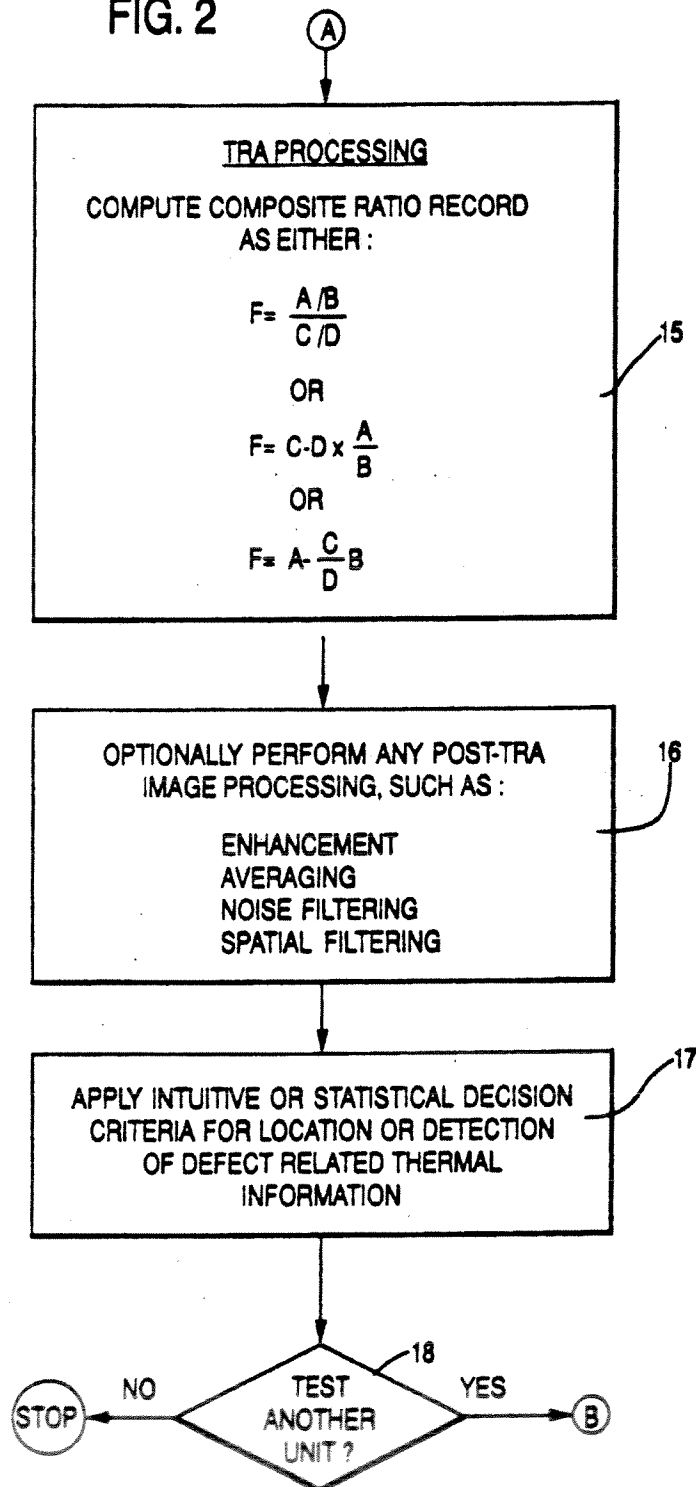 FIG. 2
A
TRA PROCESSING
COMPUTE COMPOSITE RATIO RECORD
AS EITHER :
F= A/B
C/D
OR
F= C-D x A
B
OR
F= A- C B
D
15
OPTIONALLY PERFORM ANY POST-TRA
IMAGE PROCESSING, SUCH AS :
ENHANCEMENT
AVERAGING
NOISE FILTERING
SPATIAL FILTERING
16
APPLY INTUITIVE OR STATISTICAL DECISION
CRITERIA FOR LOCATION OR DETECTION
OF DEFECT RELATED THERMAL
INFORMATION
17
18
STOP
NO
TEST
ANOTHER
UNIT ?
YES
B